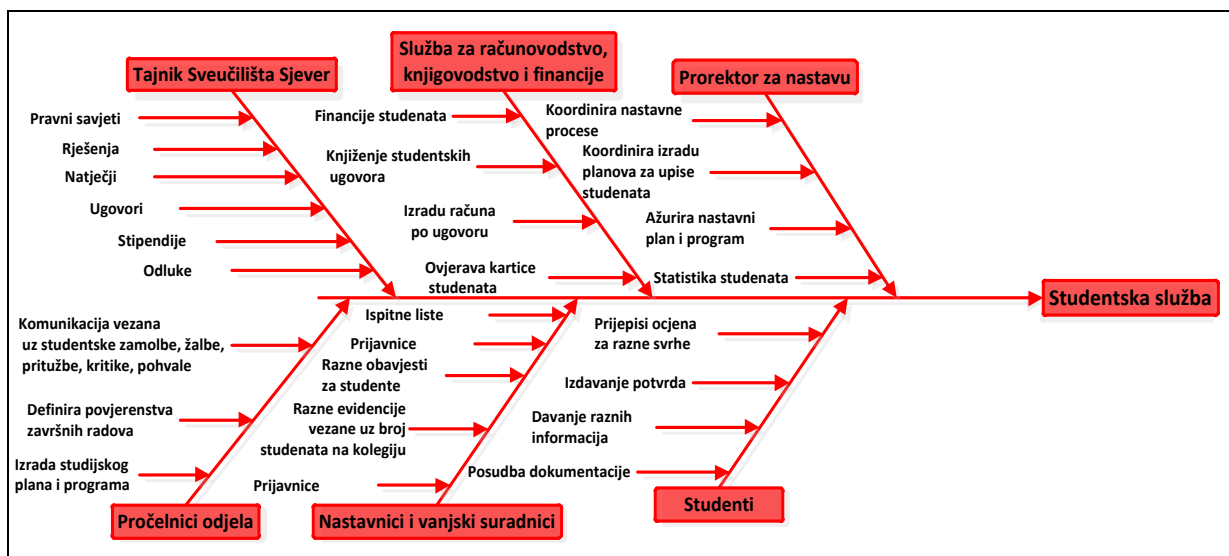 Tajnik Sveučilišta Sjever
Pravni savjeti
Rješenja
Natječji
Ugovori
Stipendije
Odluke
Služba za računovodstvo,
knjigovodstvo i financije
Financije studenata
Knjiženje studentskih
ugovora
Izradu računa
po ugovoru
Ovjerava kartice
studenata
Prorektor za nastavu
Koordinira nastavne
procese
Koordinira izradu
planova za upise
studenata
Ažurira nastavni
plan i program
Statistika studenata
Studentska služba
Komunikacija vezana
uz studentske zamolbe, žalbe,
pritužbe, kritike, pohvale
Definira povjerenstva
završnih radova
Izrada studijskog
plana i programa
Pročelnici odjela
Ispitne liste
Prijavnice
Razne obavjesti
za studente
Razne evidencije
vezane uz broj
studenata na kolegiju
Prijavnice
Nastavnici i vanjski suradnici
Prijepisi ocjena
za razne svrhe
Izdavanje potvrda
Davanje raznih
informacija
Posudba dokumentacije
Studenti